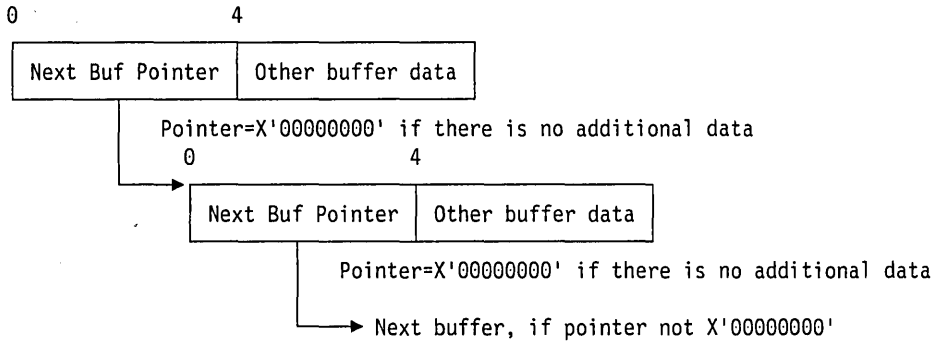 0 4
Next Buf Pointer Other buffer data
Pointer=X'00000000' if there is no additional data
0 4
Next Buf Pointer Other buffer data
Pointer=X'00000000' if there is no additional data
Next buffer, if pointer not X'00000000'